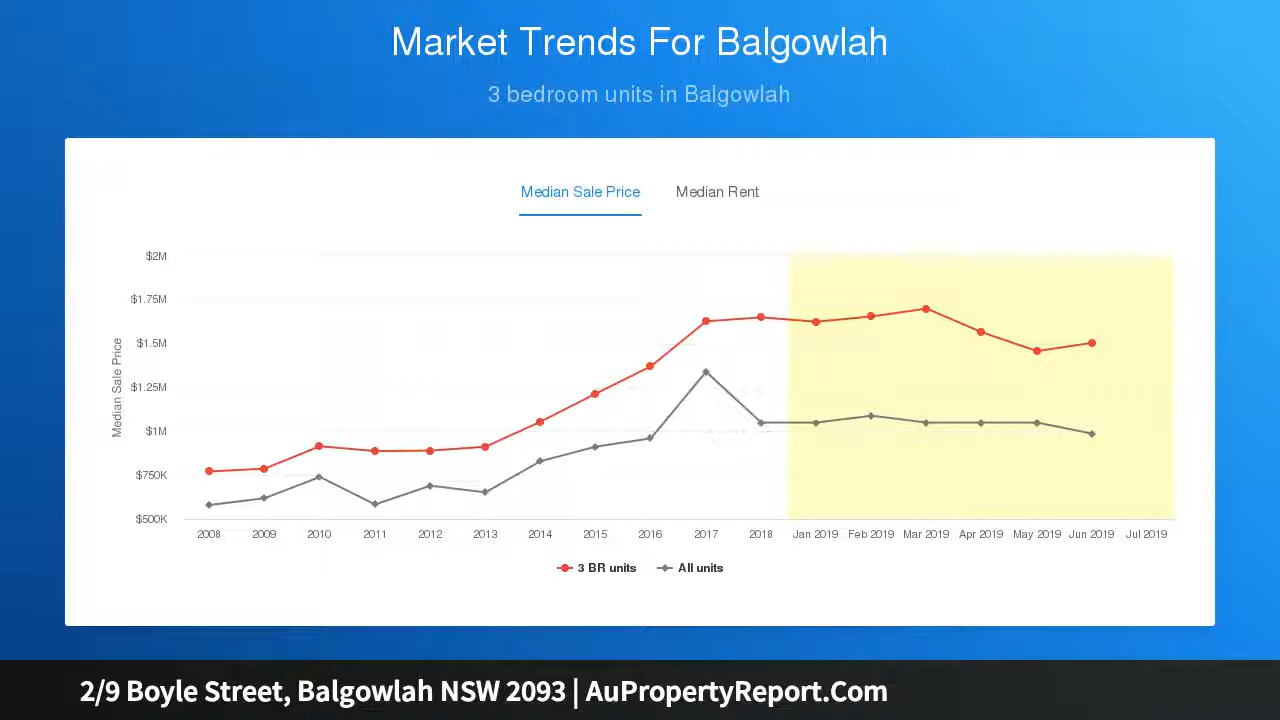 Market Trends For Balgowlah
3 bedroom units in Balgowlah
Median Sale Price Median Rent
Median Sale Price
$2M
$1.75M
$1.5M
$1.25M
$1M
$750K
$500K
2008 2009 2010 2011 2012 2013 2014 2015 2016 2017 2018 Jan 2019 Feb 2019 Mar 2019 Apr 2019 May 2019 Jun 2019 Jul 2019
3 BR units All units
2/9 Boyle Street, Balgowlah NSW 2093 | AuPropertyReport.Com